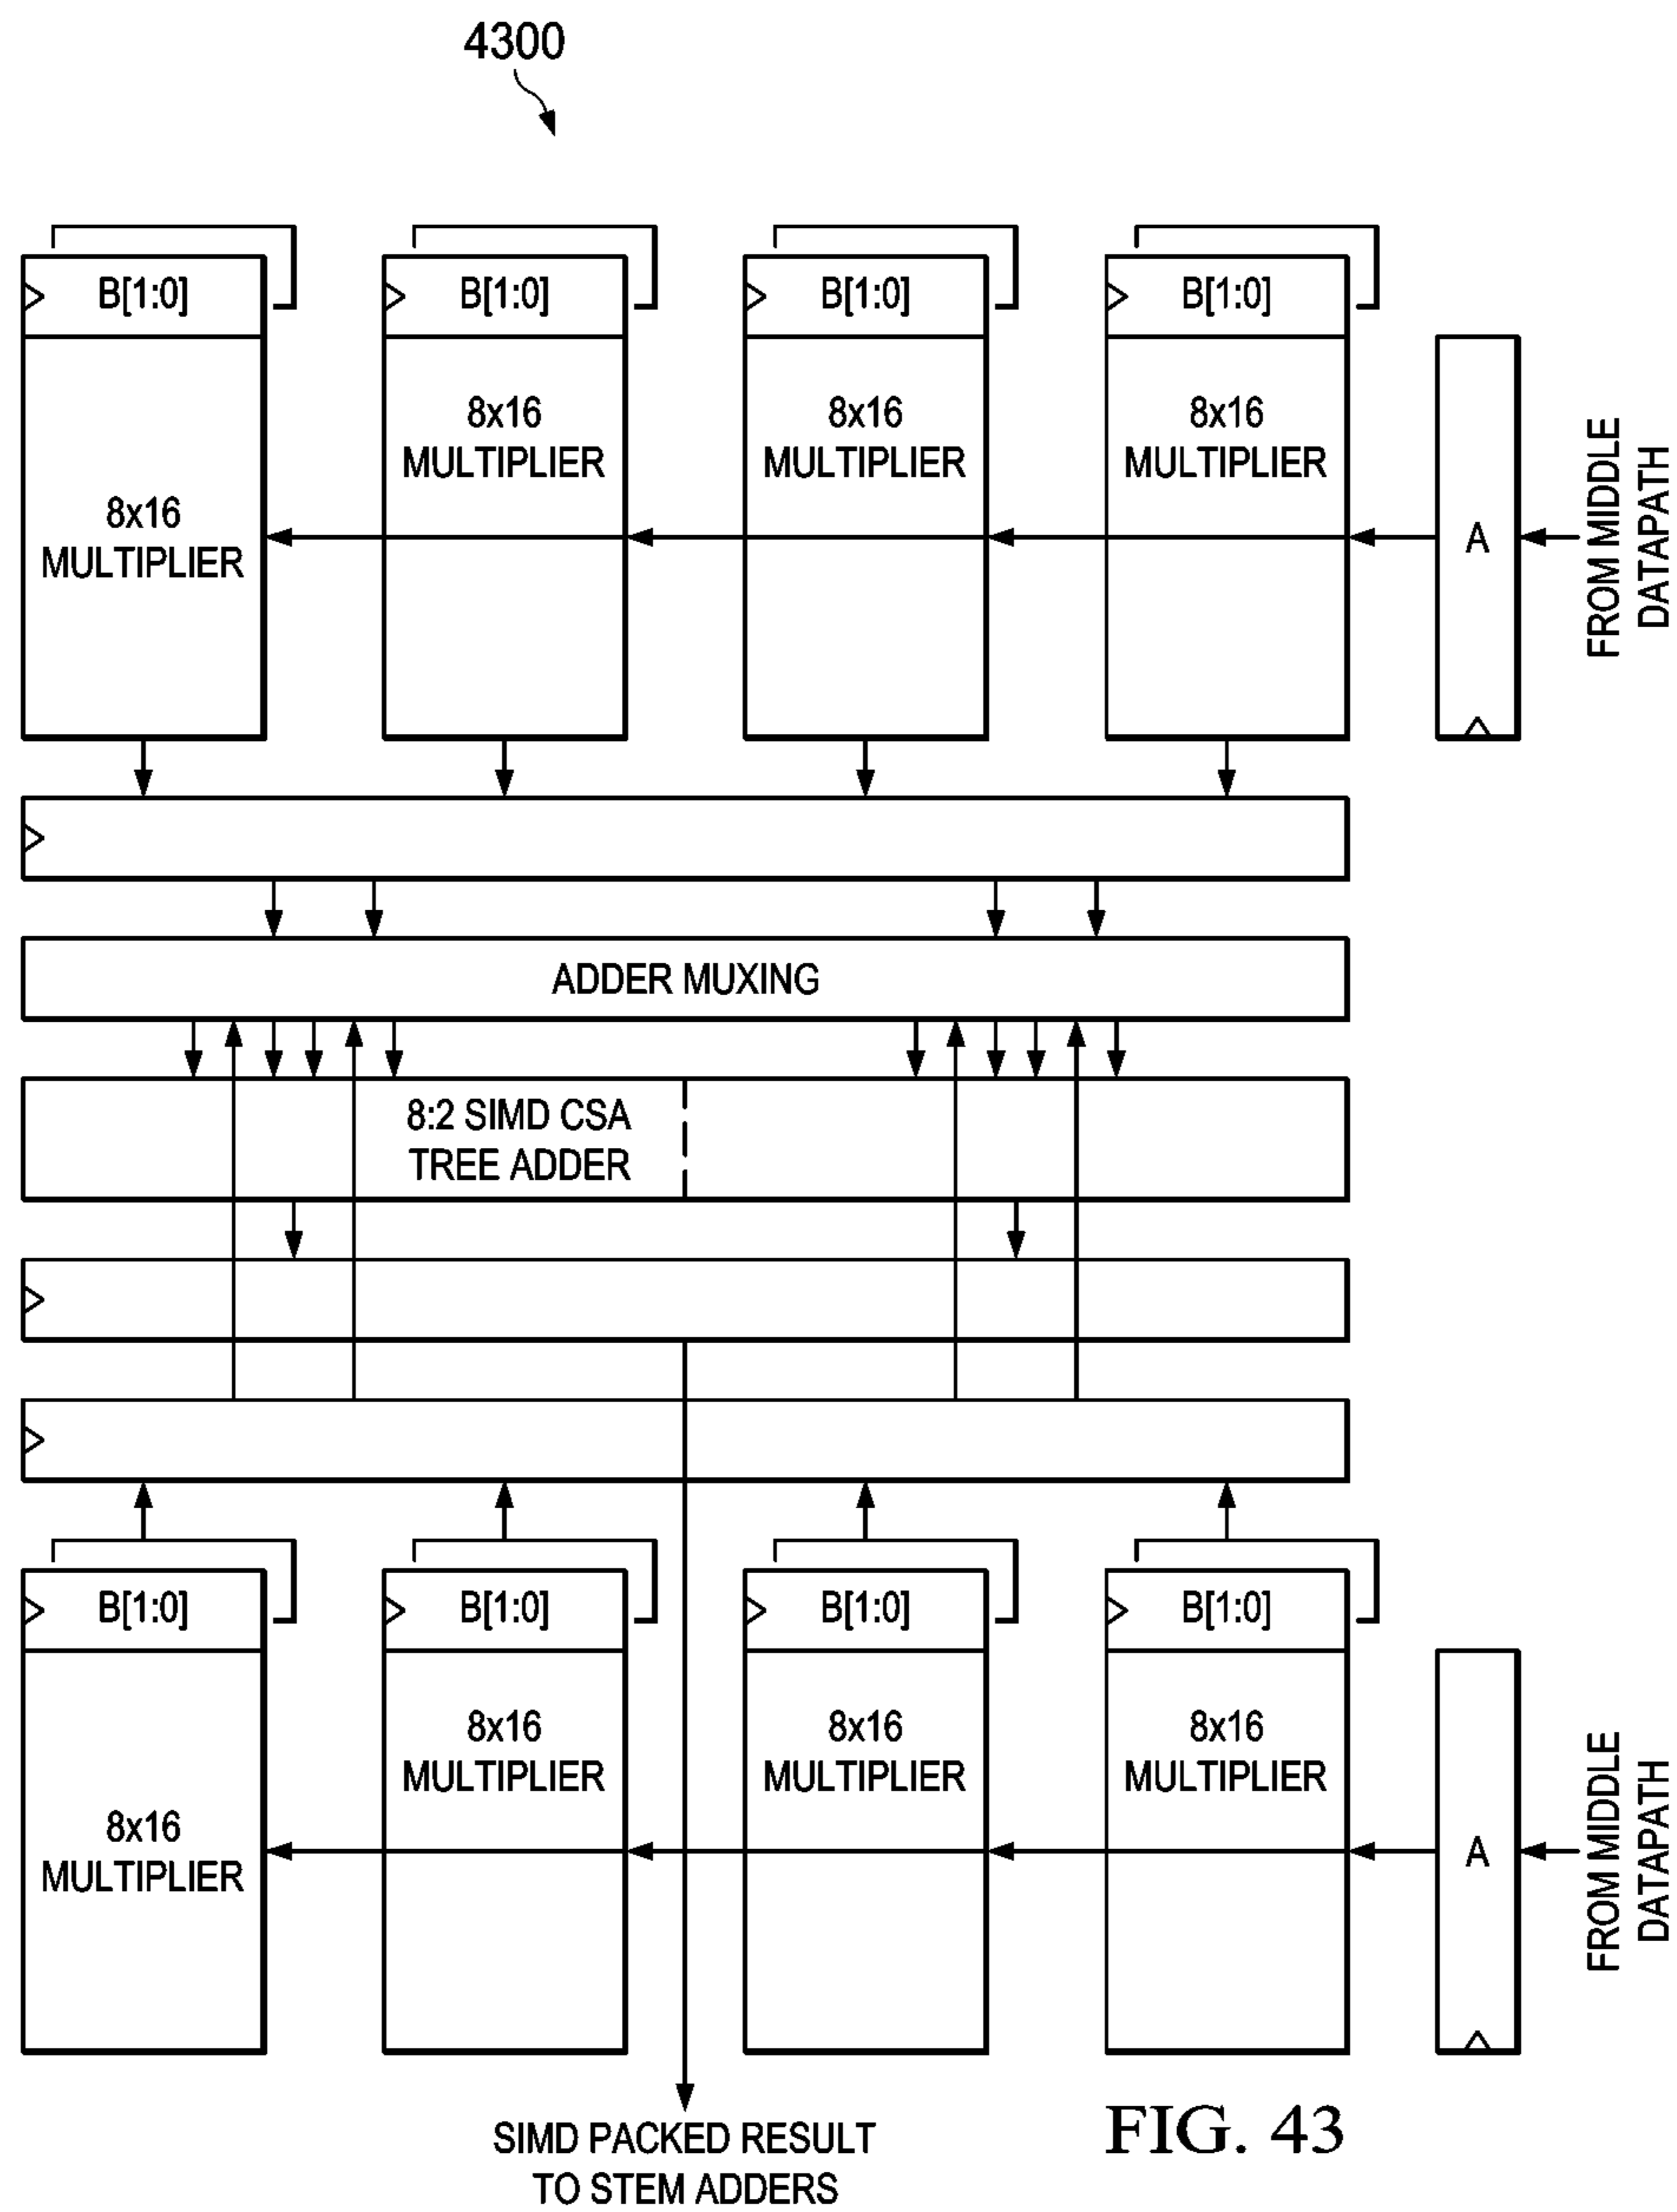 4300
B[1:0]
B[1:0]
B[1:0]
B[1:0]
8x16
MULTIPLIER
8x16
MULTIPLIER
8x16
MULTIPLIER
8x16
MULTIPLIER
A
FROM MIDDLE
DATAPATH
ADDER MUXING
8:2 SIMD CSA
TREE ADDER
B[1:0]
B[1:0]
B[1:0]
B[1:0]
8x16
MULTIPLIER
8x16
MULTIPLIER
8x16
MULTIPLIER
8x16
MULTIPLIER
A
FROM MIDDLE
DATAPATH
SIMD PACKED RESULT
TO STEM ADDERS
FIG. 43